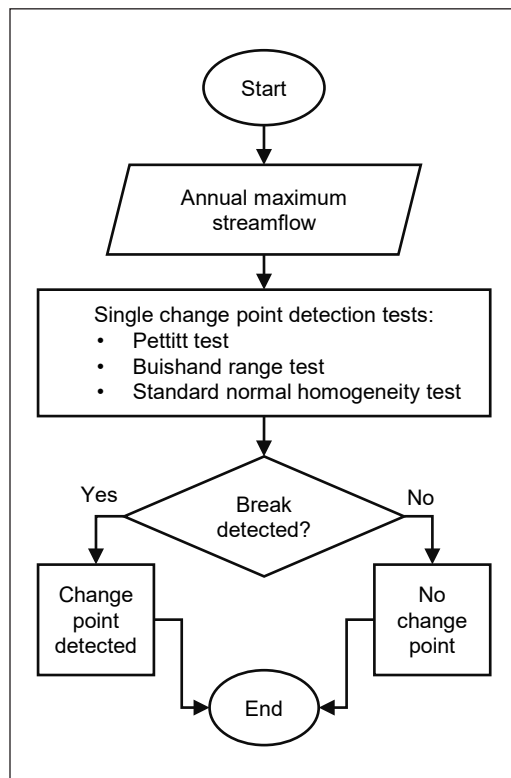 Start
Annual maximum
streamflow
Single change point detection tests:
• Pettitt test
• Buishand range test
• Standard normal homogeneity test
Yes
No
Break
detected?
Change
point
detected
No
change
point
End